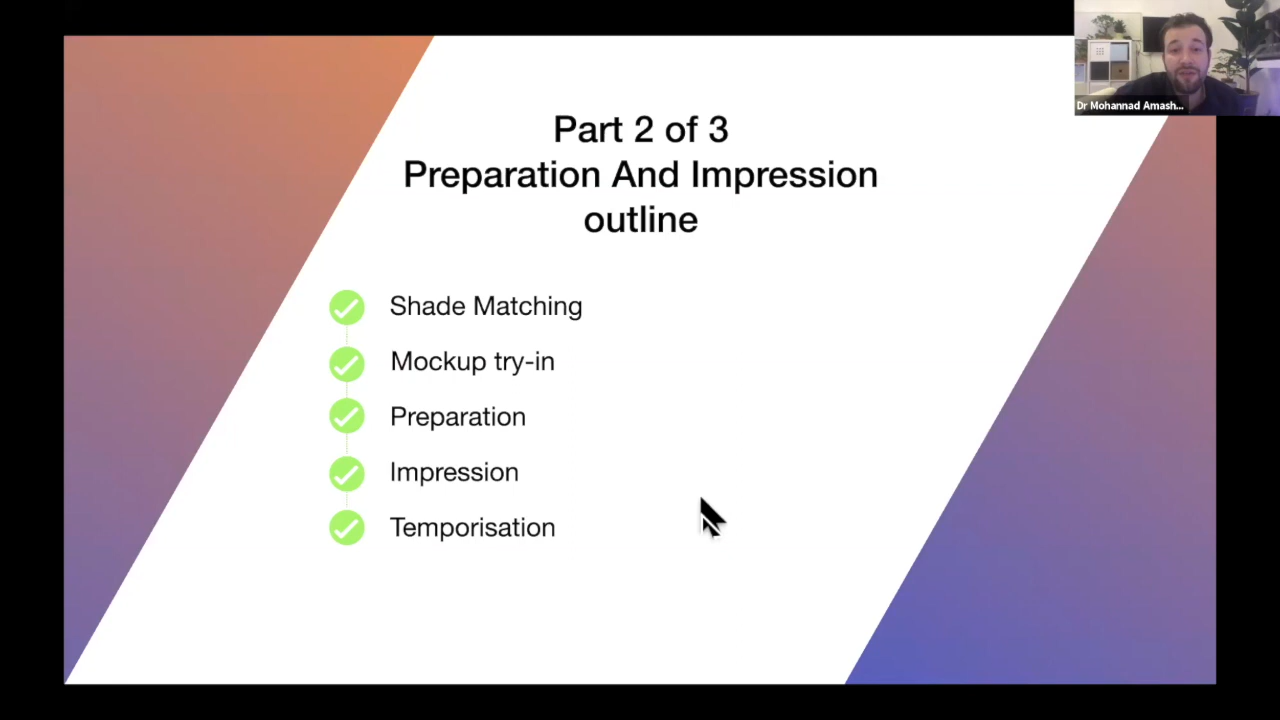 Part 2 of 3
Preparation And Impression
outline
Shade Matching
Mockup try-in
Preparation
Impression
Temporisation
Dr Mohannad Amash...